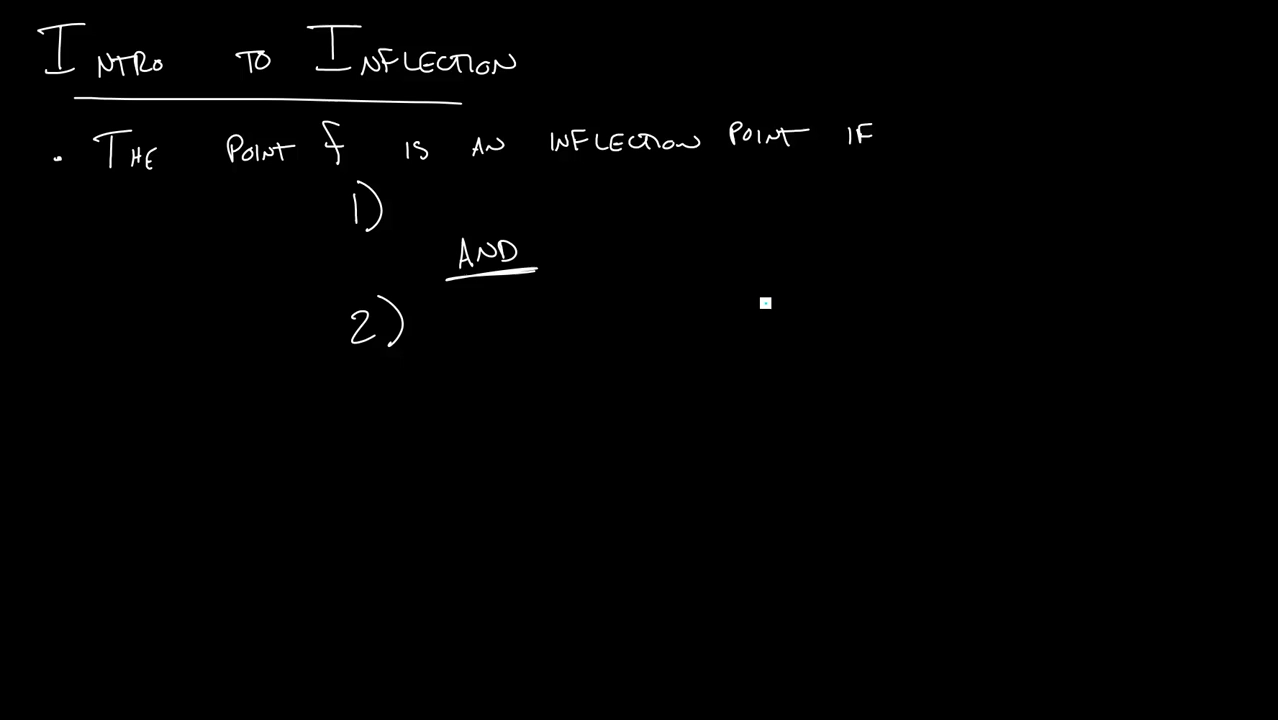 INTRO TO INFLECTION
• THE POINT f IS AN INFLECTION POINT IF
1)
AND
2)